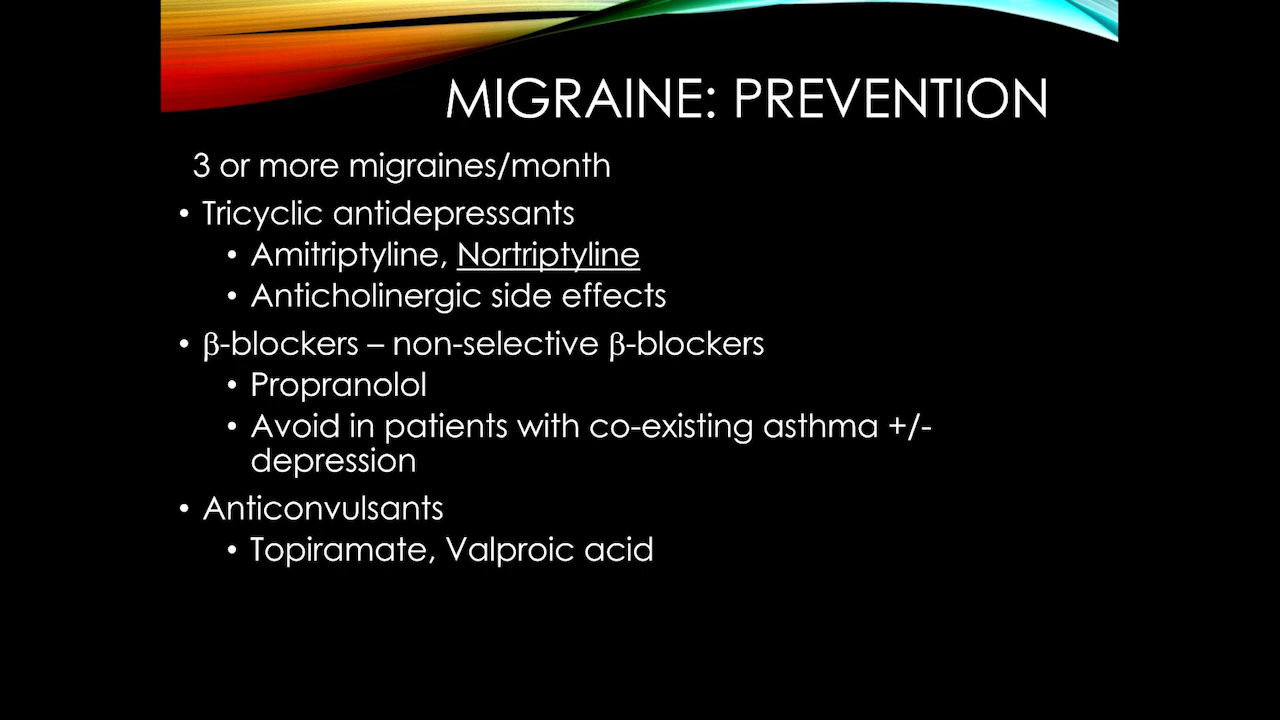 MIGRAINE: PREVENTION
3 or more migraines/month
• Tricyclic antidepressants
• Amitriptyline, Nortriptyline
• Anticholinergic side effects
• β-blockers – non-selective β-blockers
• Propranolol
• Avoid in patients with co-existing asthma +/-
depression
• Anticonvulsants
• Topiramate, Valproic acid